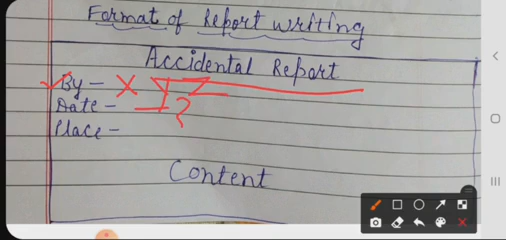 Format of Report writing
Accidental Report
By - X Y Z
Date - ?
Place -
Content